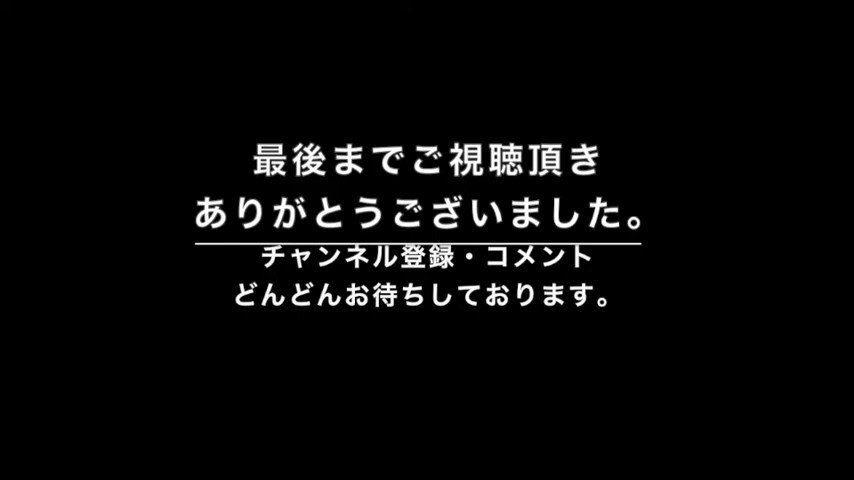 最後までご視聴頂き
ありがとうございました。
チャンネル登録・コメント
どんどんお待ちしております。